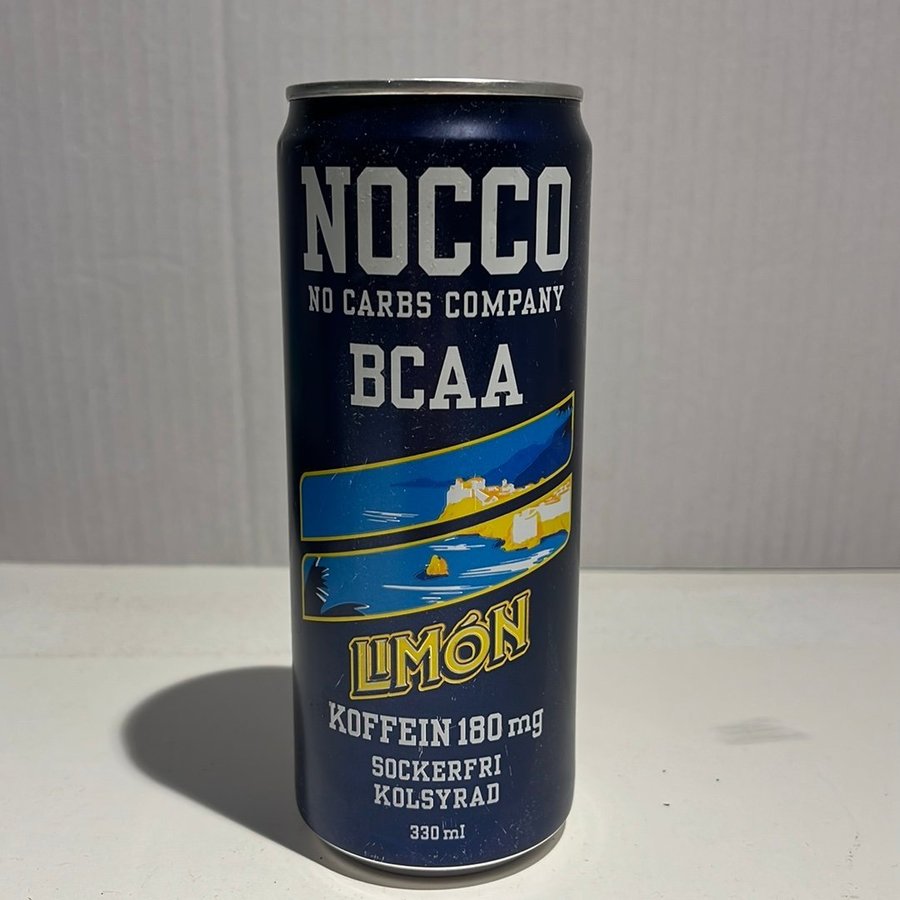 NOCCO
NO CARBS COMPANY
BCAA
LIMÓN
KOFFEIN 180 mg
SOCKERFRI
KOLSYRAD
330 ml